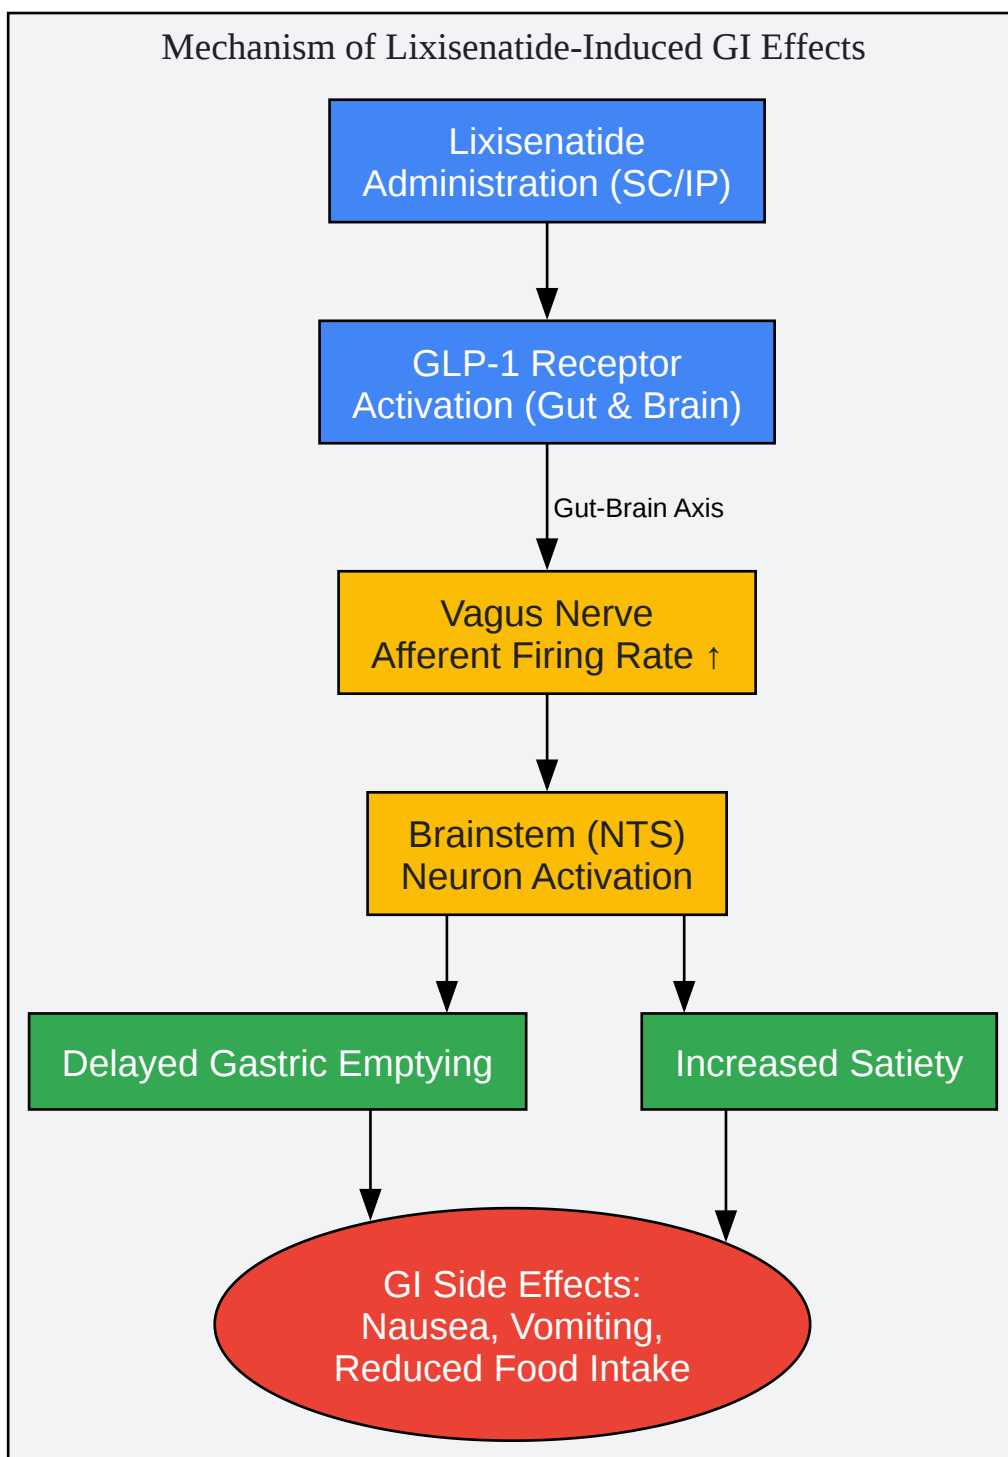 Mechanism of Lixisenatide-Induced GI Effects
Lixisenatide
Administration (SC/IP)
GLP-1 Receptor
Activation (Gut & Brain)
Gut-Brain Axis
Vagus Nerve
Afferent Firing Rate ↑
Brainstem (NTS)
Neuron Activation
Delayed Gastric Emptying
Increased Satiety
GI Side Effects:
Nausea, Vomiting,
Reduced Food Intake